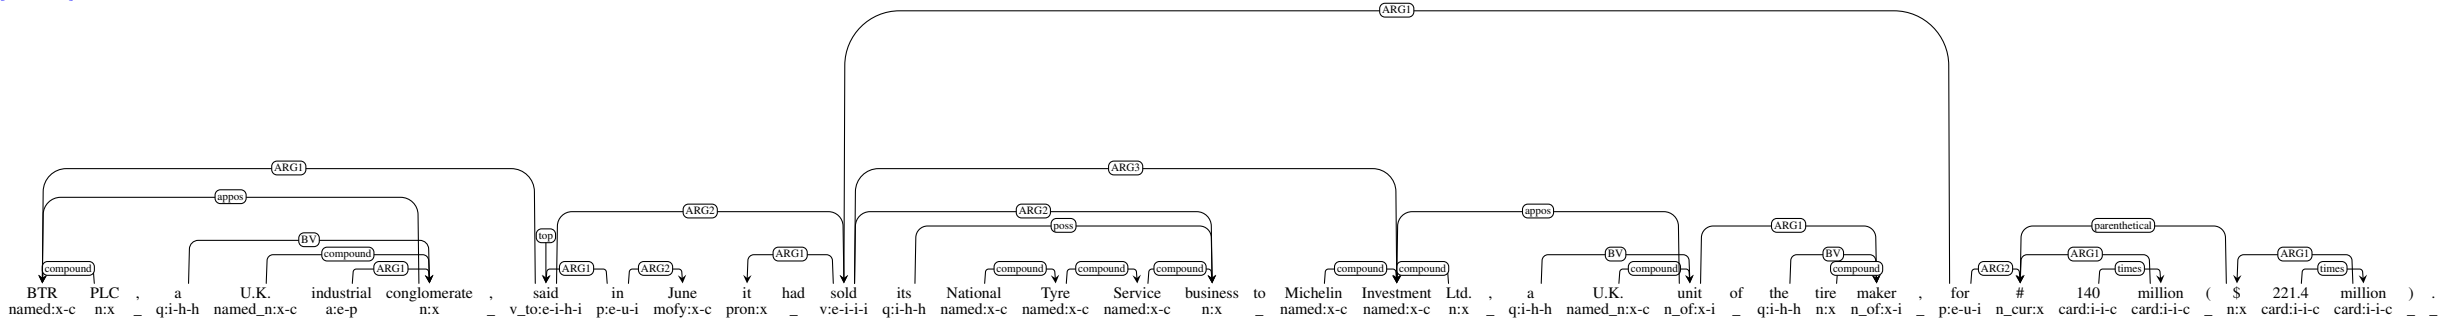 ARG1
ARG1 ARG3
appos
ARG2 ARG2 appos
poss ARG1 parenthetical
top
BV
compound ARG1 BV BV ARG1 ARG1
compound ARG1 ARG1 ARG2 compound compound compound compound compound compound compound ARG2 times times
BTR PLC , a U.K. industrial conglomerate , said in June it had sold its National Tyre Service business to Michelin Investment Ltd. , a U.K. unit of the tire maker , for # 140 million ( $ 221.4 million ) .
named:x-c n:x _ q:i-h-h named_n:x-c a:e-p n:x _ v_to:e-i-h-i p:e-u-i mofy:x-c pron:x _ v:e-i-i-i q:i-h-h named:x-c named:x-c named:x-c n:x _ named:x-c named:x-c n:x _ q:i-h-h named_n:x-c n_of:x-i _ q:i-h-h n:x n_of:x-i _ p:e-u-i n_cur:x card:i-i-c card:i-i-c _ n:x card:i-i-c card:i-i-c _ _